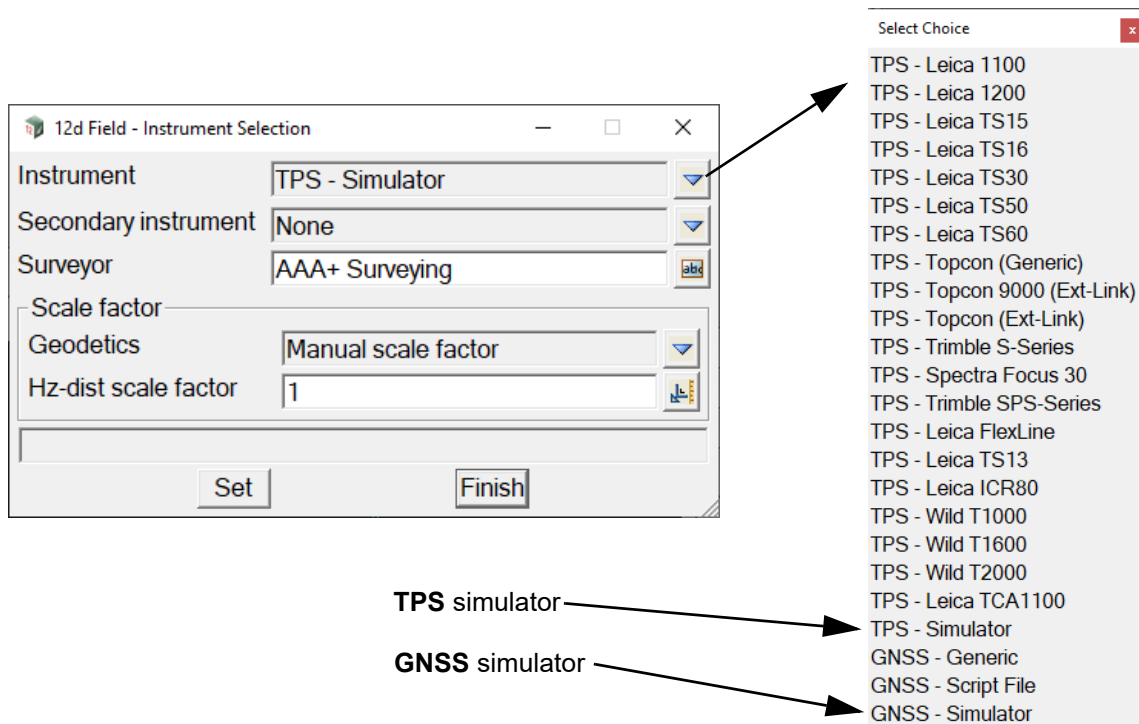 12d Field - Instrument Selection
Instrument
TPS - Simulator
Secondary instrument
None
Surveyor
AAA+ Surveying
abc
Scale factor
Geodetics
Manual scale factor
Hz-dist scale factor
1
Set
Finish
TPS simulator
GNSS simulator
Select Choice
x
TPS - Leica 1100
TPS - Leica 1200
TPS - Leica TS15
TPS - Leica TS16
TPS - Leica TS30
TPS - Leica TS50
TPS - Leica TS60
TPS - Topcon (Generic)
TPS - Topcon 9000 (Ext-Link)
TPS - Topcon (Ext-Link)
TPS - Trimble S-Series
TPS - Spectra Focus 30
TPS - Trimble SPS-Series
TPS - Leica FlexLine
TPS - Leica TS13
TPS - Leica ICR80
TPS - Wild T1000
TPS - Wild T1600
TPS - Wild T2000
TPS - Leica TCA1100
TPS - Simulator
GNSS - Generic
GNSS - Script File
GNSS - Simulator